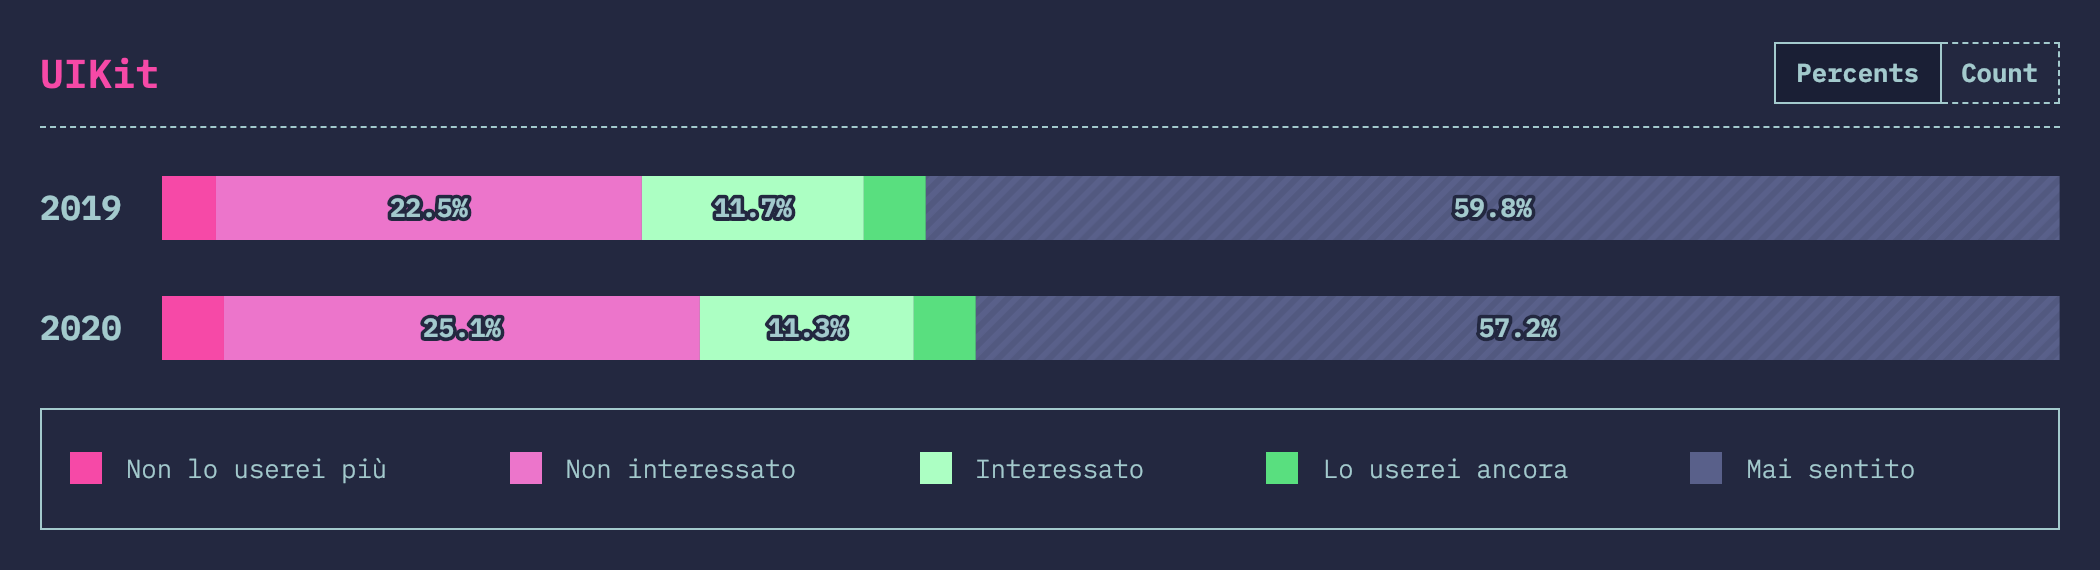 UIKit
Percents Count
2019 22.5% 11.7% 59.8%
2020 25.1% 11.3% 57.2%
Non lo userei più Non interessato Interessato Lo userei ancora Mai sentito